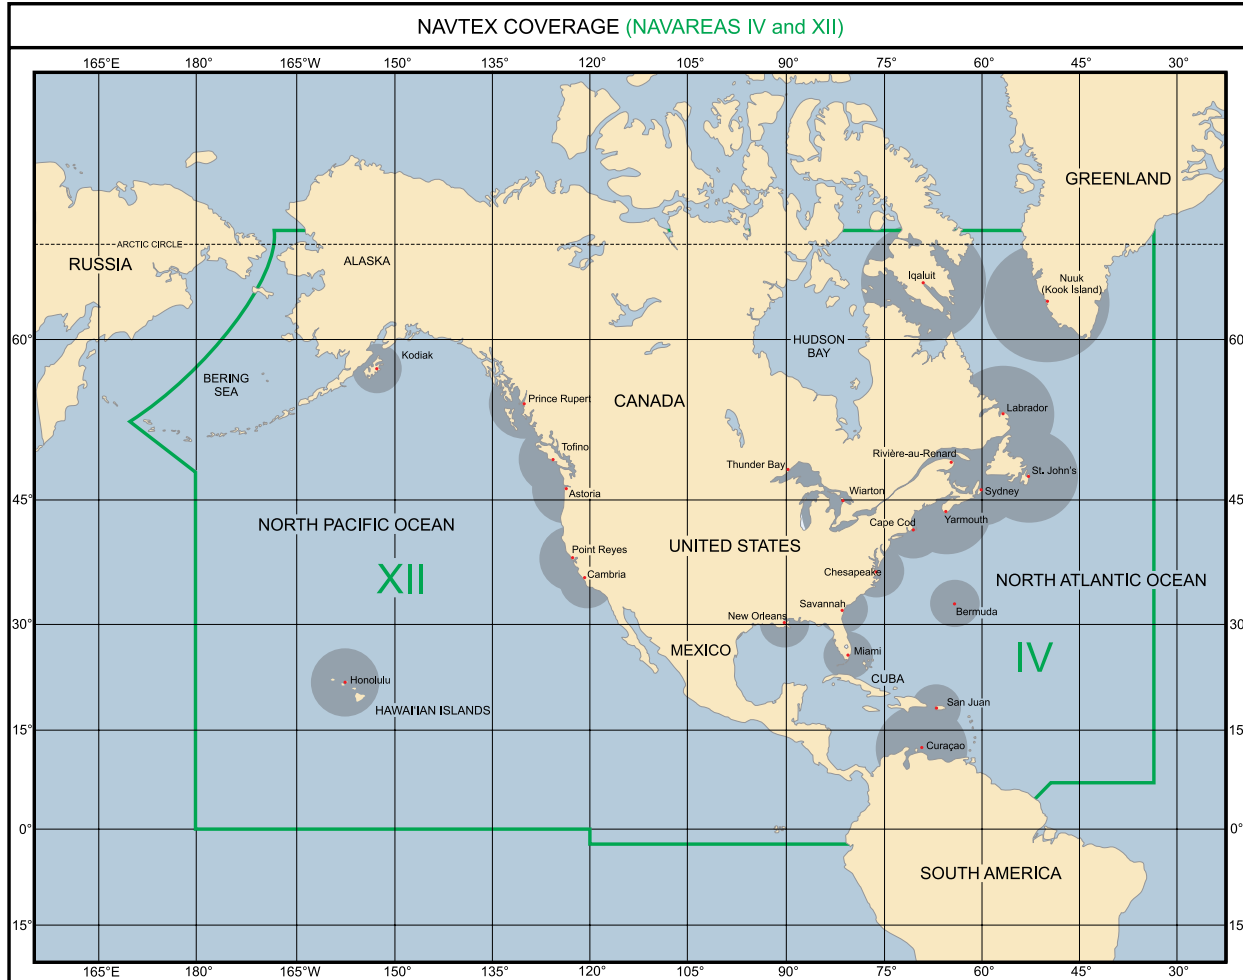 NAVTEX COVERAGE (NAVAREAS IV and XII)
165°E 180° 165°W 150° 135° 120° 105° 90° 75° 60° 45° 30°
GREENLAND
ARCTIC CIRCLE
RUSSIA
ALASKA
Iqaluit
Nuuk
(Kook Island)
60° 60
HUDSON
BAY
Kodiak
BERING
SEA
Prince Rupert
CANADA
Labrador
Tofino
Rivière-au-Renard
Thunder Bay
St. John's
Astoria
Wiarton
Sydney
45° 45
NORTH PACIFIC OCEAN
Cape Cod
Yarmouth
UNITED STATES
Point Reyes
Cambria
Chesapeake
XII
NORTH ATLANTIC OCEAN
Savannah
Bermuda
New Orleans
30° 30
MEXICO
Miami
IV
CUBA
Honolulu
HAWAI'IAN ISLANDS
San Juan
15° 15
Curaçao
0° 0°
SOUTH AMERICA
15° 15
165°E 180° 165°W 150° 135° 120° 105° 90° 75° 60° 45° 30°